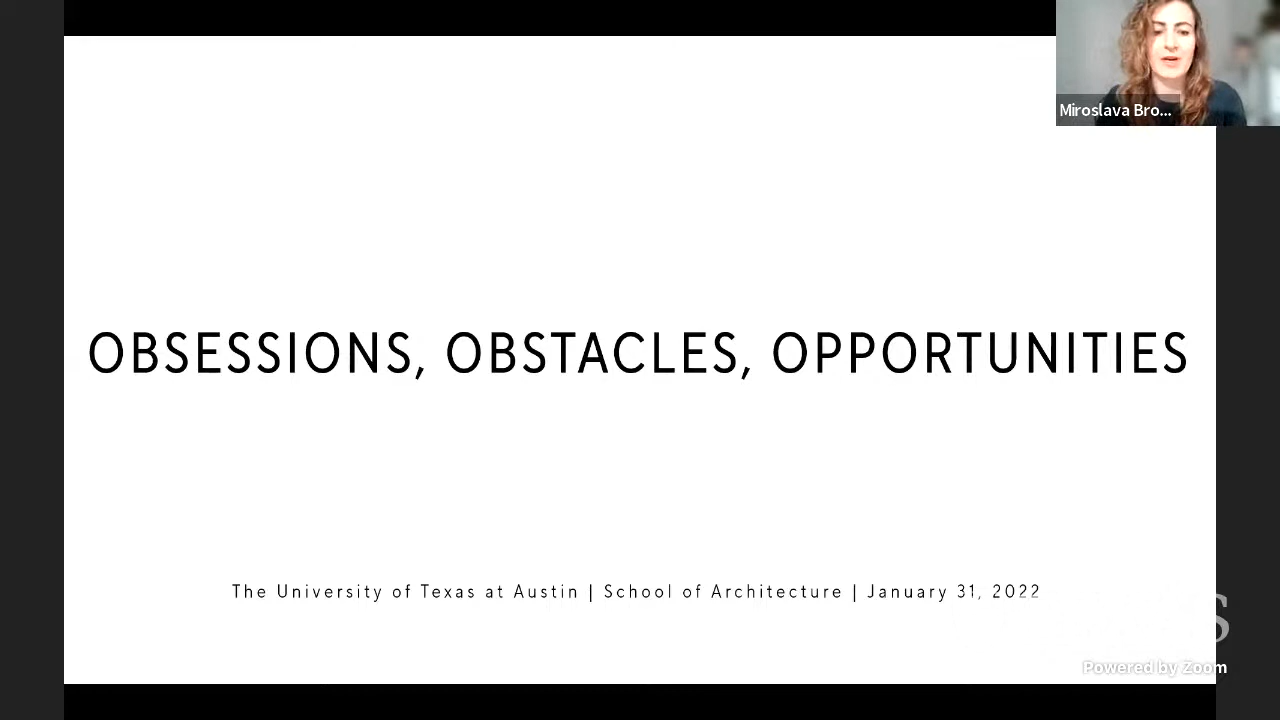 Miroslava Bro...
OBSESSIONS, OBSTACLES, OPPORTUNITIES
The University of Texas at Austin | School of Architecture | January 31, 2022
S
Powered by Zoom